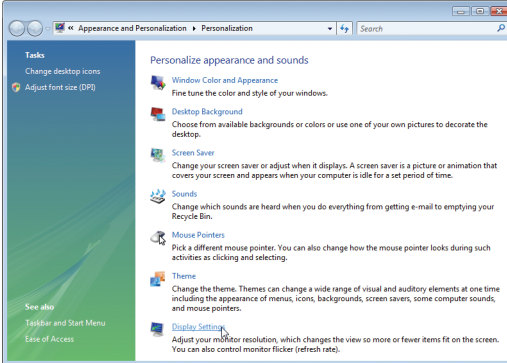 « Appearance and Personalization ▸ Personalization
Search
Tasks
Change desktop icons
Adjust font size (DPI)
See also
Taskbar and Start Menu
Ease of Access
Personalize appearance and sounds
Window Color and Appearance
Fine tune the color and style of your windows.
Desktop Background
Choose from available backgrounds or colors or use one of your own pictures to decorate the
desktop.
Screen Saver
Change your screen saver or adjust when it displays. A screen saver is a picture or animation that
covers your screen and appears when your computer is idle for a set period of time.
Sounds
Change which sounds are heard when you do everything from getting e-mail to emptying your
Recycle Bin.
Mouse Pointers
Pick a different mouse pointer. You can also change how the mouse pointer looks during such
activities as clicking and selecting.
Theme
Change the theme. Themes can change a wide range of visual and auditory elements at one time
including the appearance of menus, icons, backgrounds, screen savers, some computer sounds,
and mouse pointers.
Display Settings
Adjust your monitor resolution, which changes the view so more or fewer items fit on the screen.
You can also control monitor flicker (refresh rate).